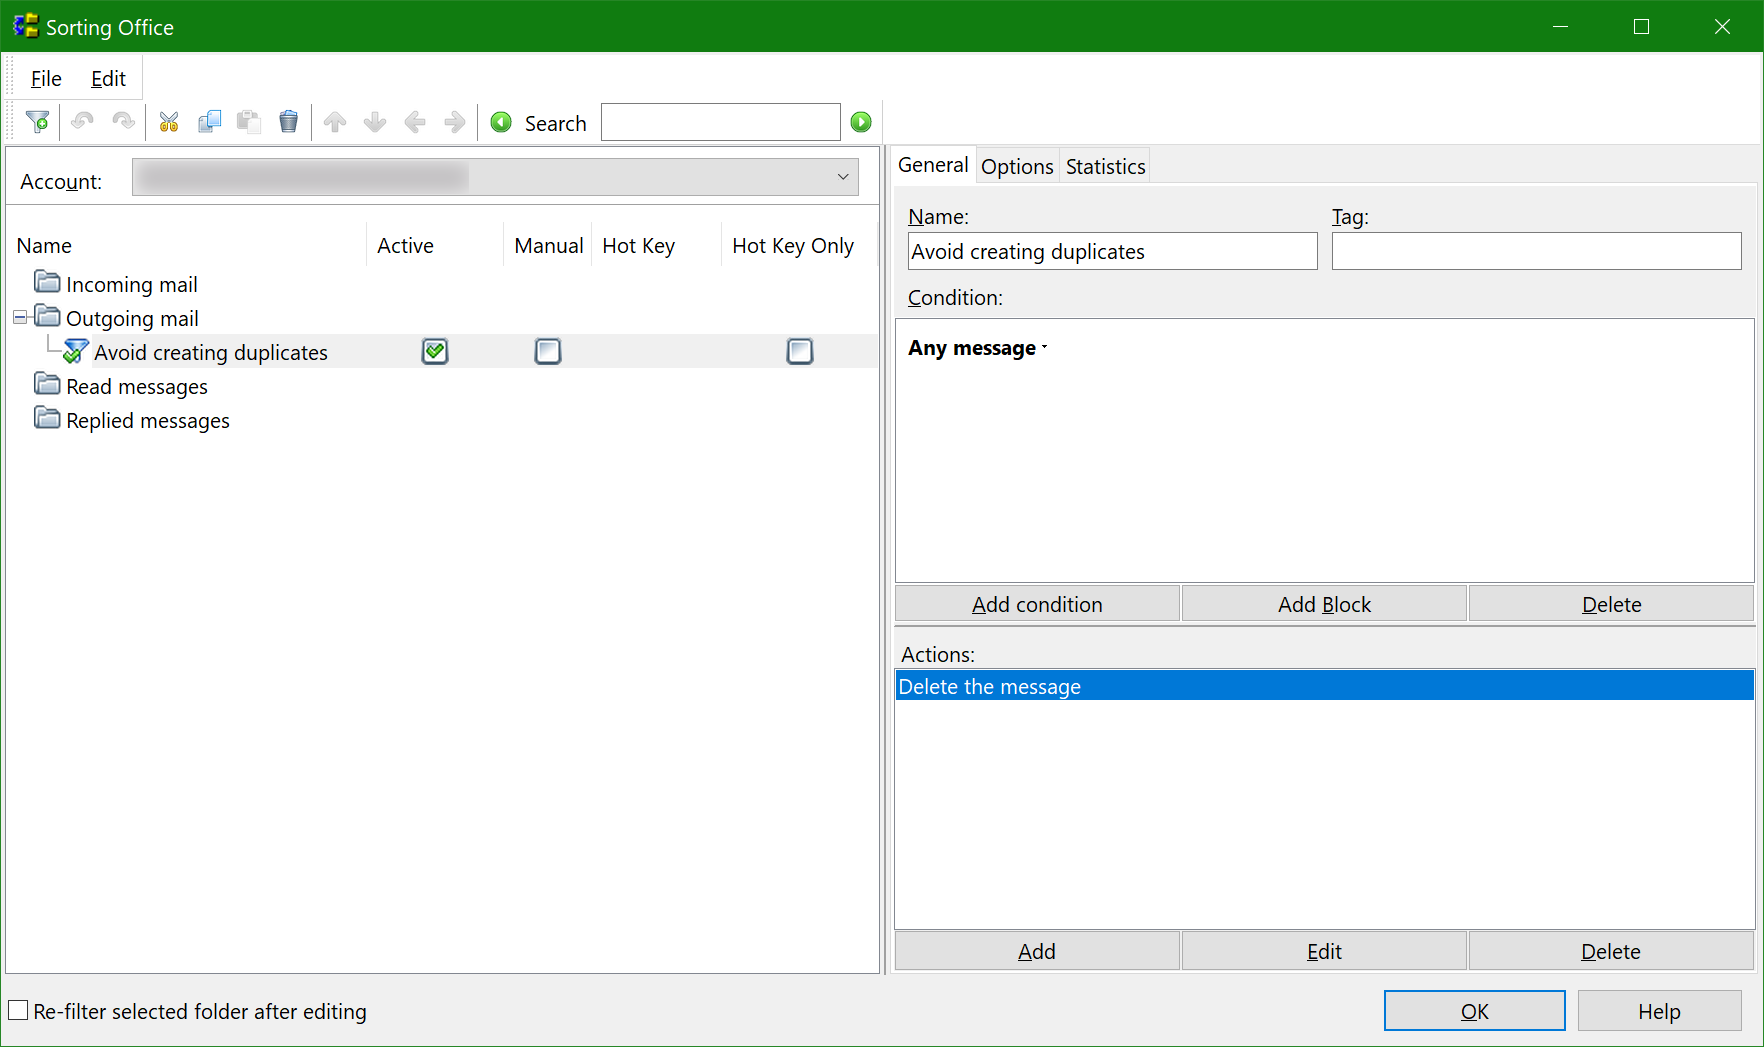 Sorting Office
File Edit
Search
Account:
Name Active Manual Hot Key Hot Key Only
Incoming mail
Outgoing mail
Avoid creating duplicates
Read messages
Replied messages
General Options Statistics
Name: Tag:
Avoid creating duplicates
Condition:
Any message
Add condition Add Block Delete
Actions:
Delete the message
Add Edit Delete
Re-filter selected folder after editing
OK Help